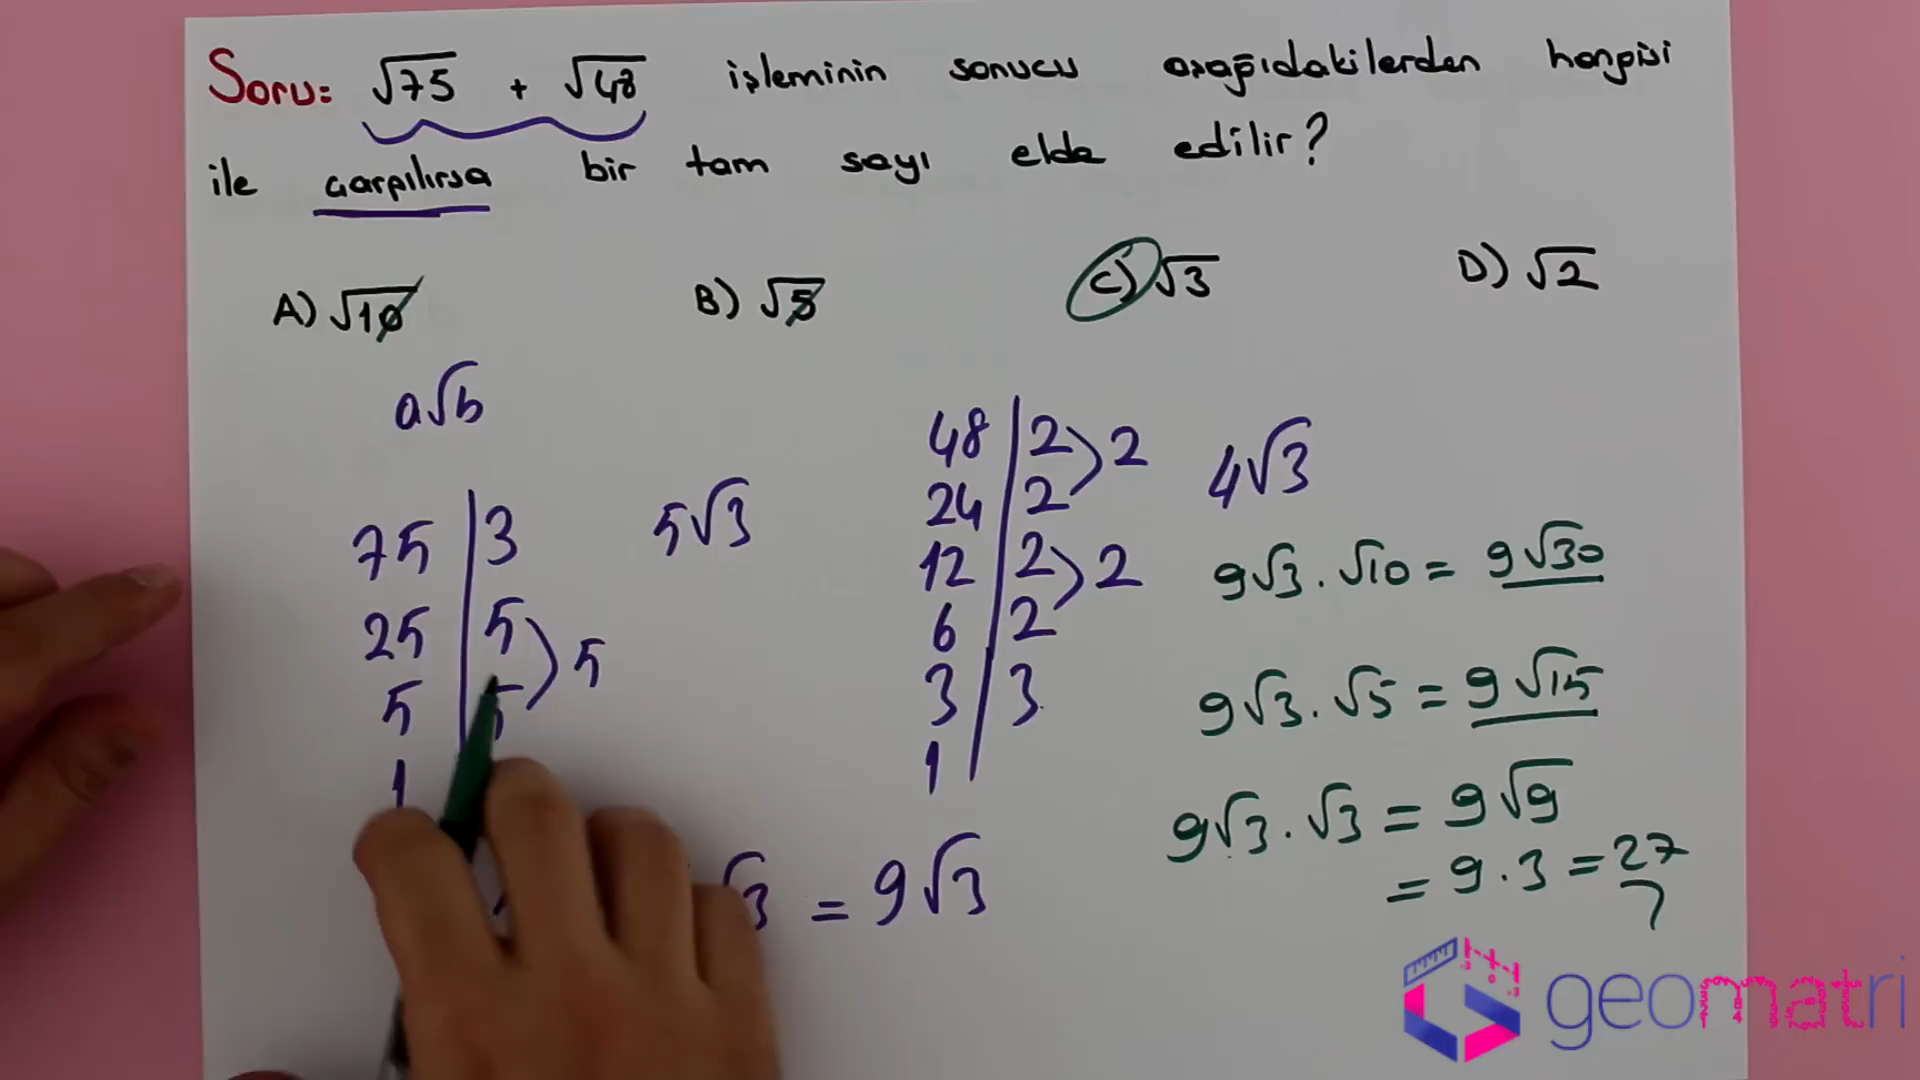 Soru: √75 + √48 işleminin sonucu aşağıdakilerden hangisi
ile çarpılırsa bir tam sayı elde edilir?
A) √10 B) √5 C) √3 D) √2
a√b
75 | 3
25 | 5
5 | 5
1
5
5√3
48 | 2
24 | 2
12 | 2
6 | 2
3 | 3
1
2
2
4√3
9√3 . √10 = 9√30
9√3 . √5 = 9√15
9√3 . √3 = 9√9
= 9 . 3 = 27
√3 = 9√3
geomatri